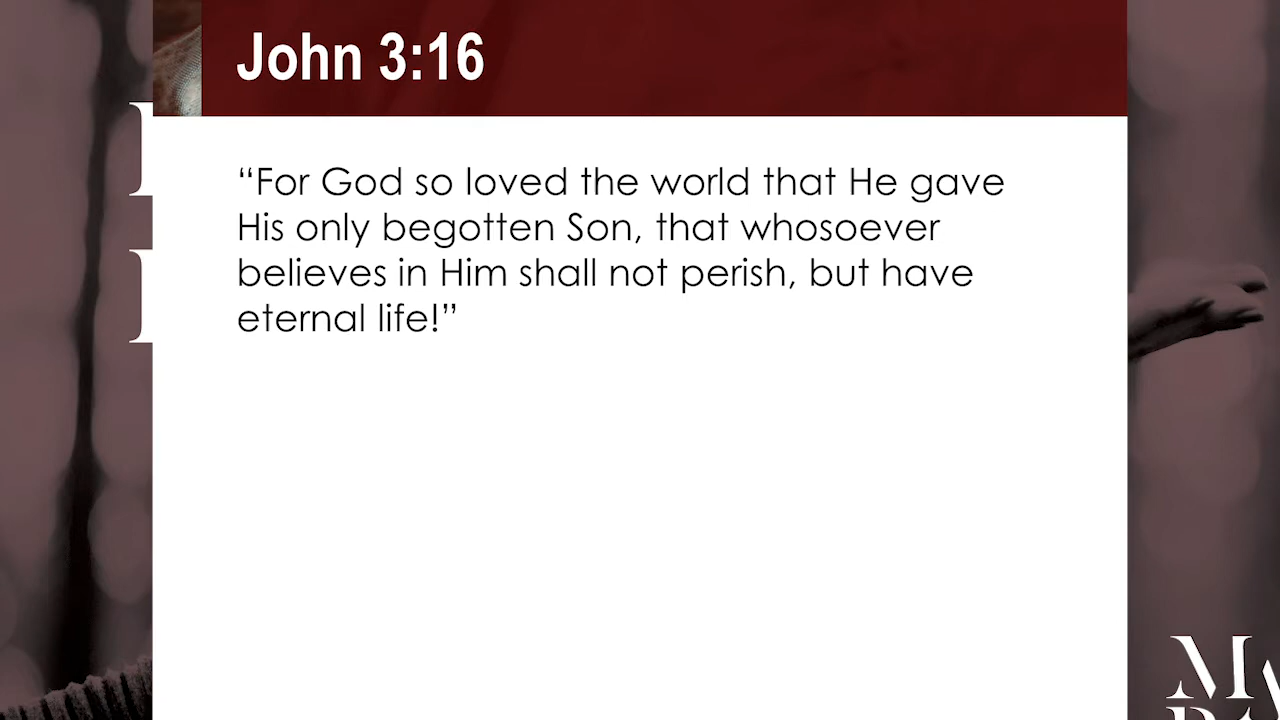 John 3:16
“For God so loved the world that He gave
His only begotten Son, that whosoever
believes in Him shall not perish, but have
eternal life!”